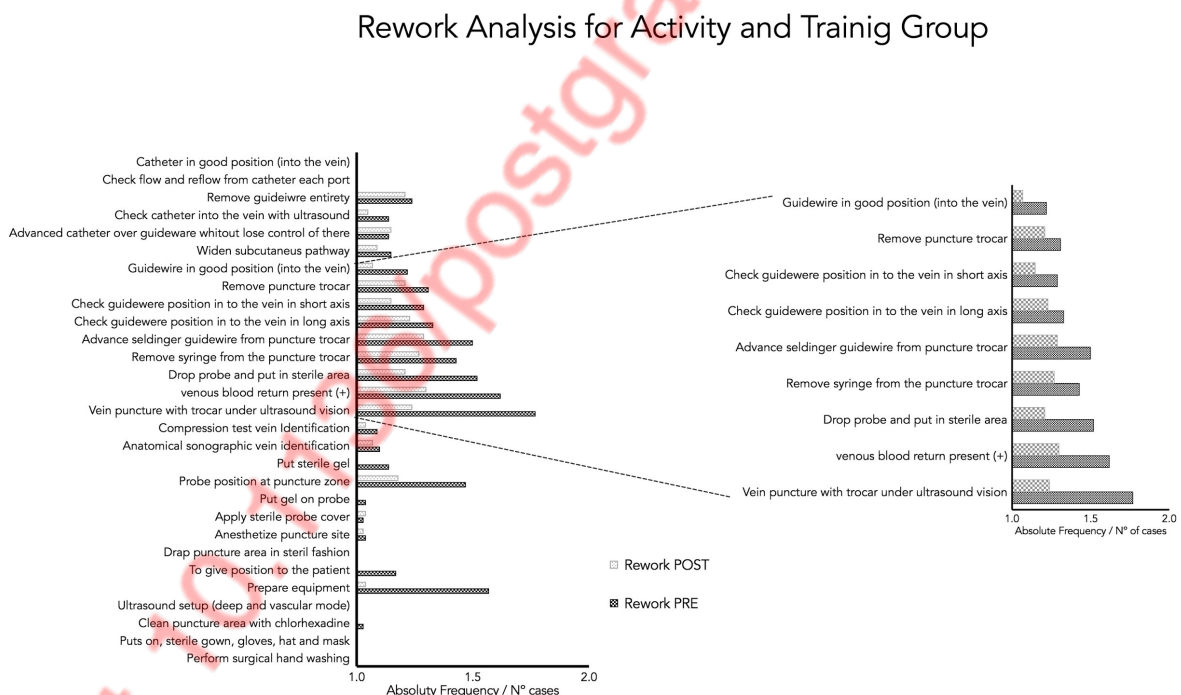 Rework Analysis for Activity and Trainig Group
Catheter in good position (into the vein)
Check flow and reflow from catheter each port
Remove guideiwre entirety
Check catheter into the vein with ultrasound
Advanced catheter over guideware whitout lose control of there
Widen subcutaneus pathway
Guidewire in good position (into the vein)
Remove puncture trocar
Check guidewere position in to the vein in short axis
Check guidewere position in to the vein in long axis
Advance seldinger guidewire from puncture trocar
Remove syringe from the puncture trocar
Drop probe and put in sterile area
venous blood return present (+)
Vein puncture with trocar under ultrasound vision
Compression test vein Identification
Anatomical sonographic vein identification
Put sterile gel
Probe position at puncture zone
Put gel on probe
Apply sterile probe cover
Anesthetize puncture site
Drap puncture area in steril fashion
To give position to the patient
Prepare equipment
Ultrasound setup (deep and vascular mode)
Clean puncture area with chlorhexadine
Puts on, sterile gown, gloves, hat and mask
Perform surgical hand washing
1.0 1.5 2.0
Absoluty Frequency / Nº cases
Guidewire in good position (into the vein)
Remove puncture trocar
Check guidewere position in to the vein in short axis
Check guidewere position in to the vein in long axis
Advance seldinger guidewire from puncture trocar
Remove syringe from the puncture trocar
Drop probe and put in sterile area
venous blood return present (+)
Vein puncture with trocar under ultrasound vision
1.0 1.5 2.0
Absolute Frequency / Nº of cases
Rework POST
Rework PRE
10.1136/postgra